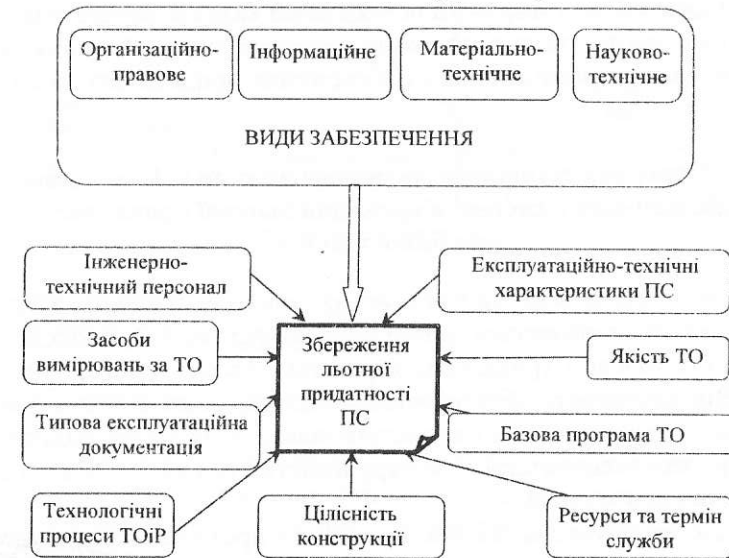 Організаційно-
правове
Інформаційне
Матеріально-
технічне
Науково-
технічне
ВИДИ ЗАБЕЗПЕЧЕННЯ
Інженерно-
технічний персонал
Експлуатаційно-технічні
характеристики ПС
Засоби
вимірювань за ТО
Збереження
льотної
придатності
ПС
Якість ТО
Типова експлуатаційна
документація
Базова програма ТО
Технологічні
процеси ТОіР
Цілісність
конструкції
Ресурси та термін
служби